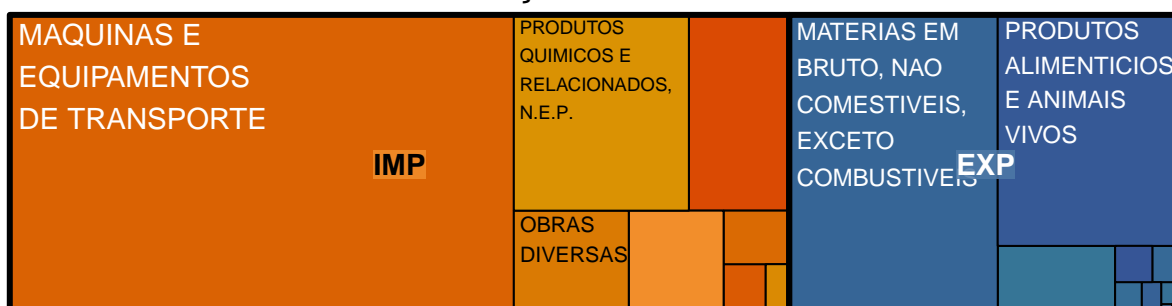 MAQUINAS E
EQUIPAMENTOS
DE TRANSPORTE
IMP
PRODUTOS
QUIMICOS E
RELACIONADOS,
N.E.P.
OBRAS
DIVERSAS
MATERIAS EM
BRUTO, NAO
COMESTIVEIS,
EXCETO
COMBUSTIVEIS
EXP
PRODUTOS
ALIMENTICIOS
E ANIMAIS
VIVOS